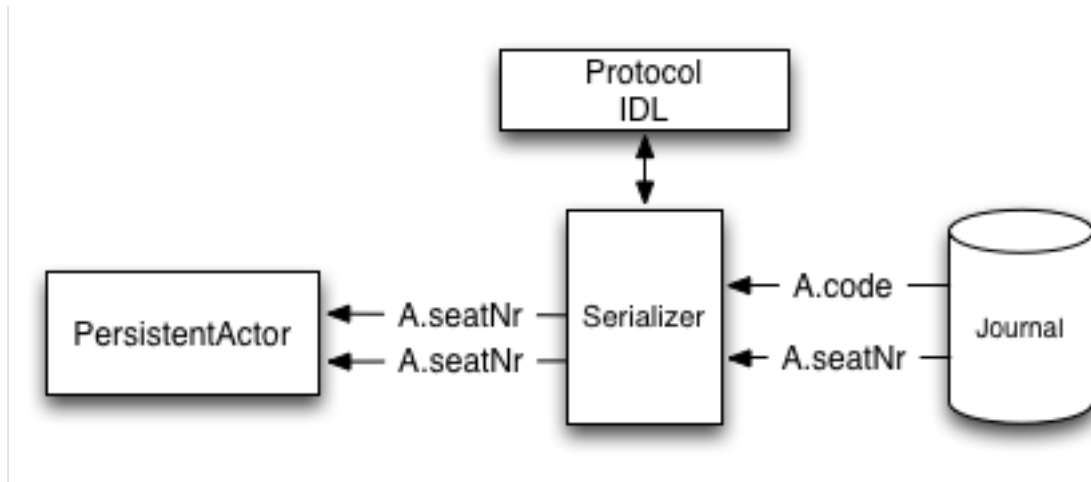 Protocol
IDL
A.code
A.seatNr
Serializer
Journal
PersistentActor
A.seatNr
A.seatNr